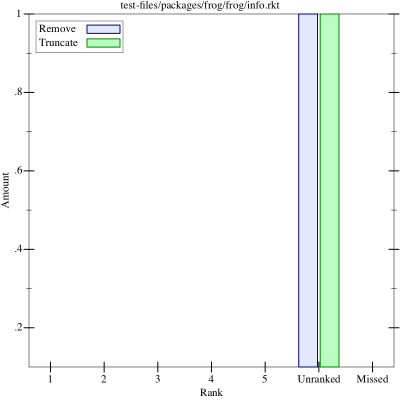 test-files/packages/frog/frog/info.rkt
Remove
Truncate
1
.8
.6
.4
.2
Amount
1 2 3 4 5 Unranked Missed
Rank